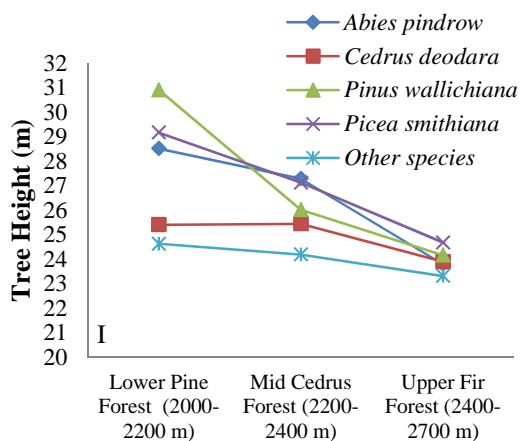 Abies pindrow
Cedrus deodara
Pinus wallichiana
Picea smithiana
Other species
Tree Height (m)
32
31
30
29
28
27
26
25
24
23
22
21
20
I
Lower Pine
Forest (2000-
2200 m)
Mid Cedrus
Forest (2200-
2400 m)
Upper Fir
Forest (2400-
2700 m)